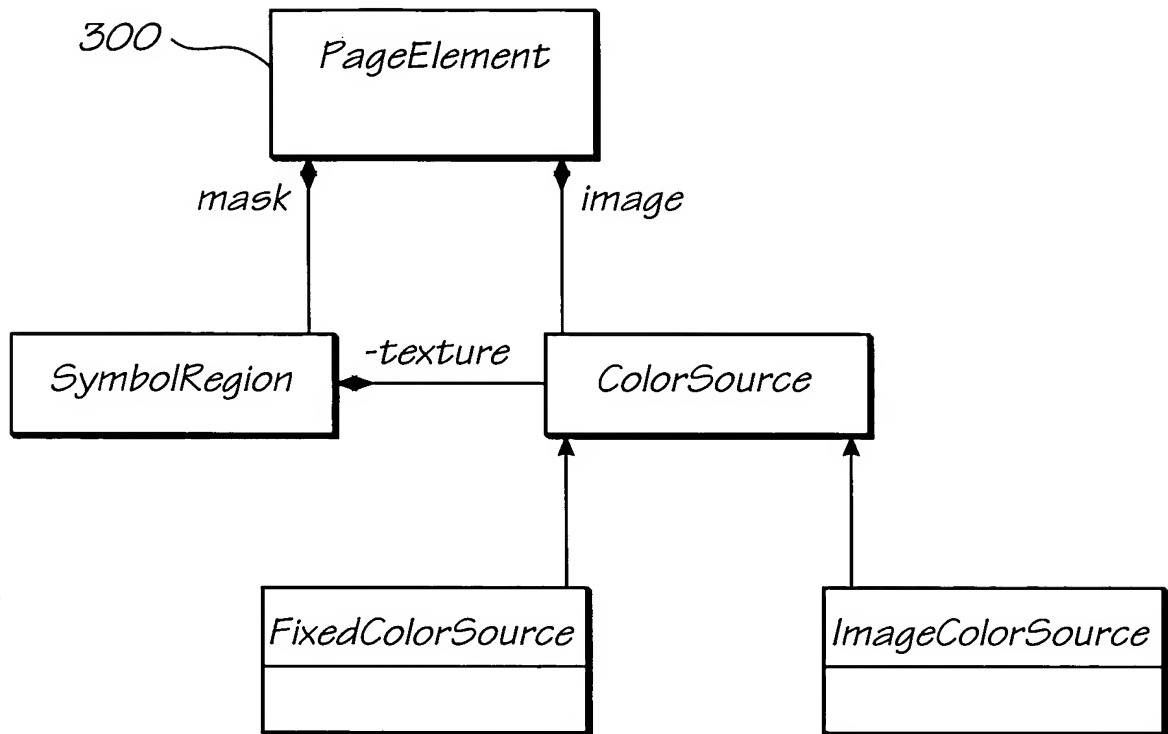 300
PageElement
mask
image
SymbolRegion
-texture
ColorSource
FixedColorSource
ImageColorSource